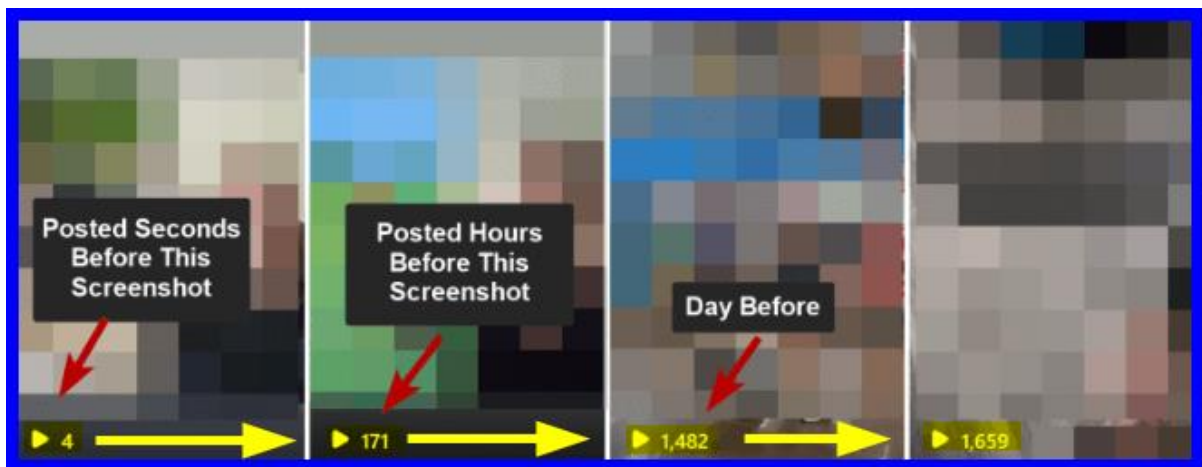 Posted Seconds
Before This
Screenshot
Posted Hours
Before This
Screenshot
Day Before
4
171
1,482
1,659